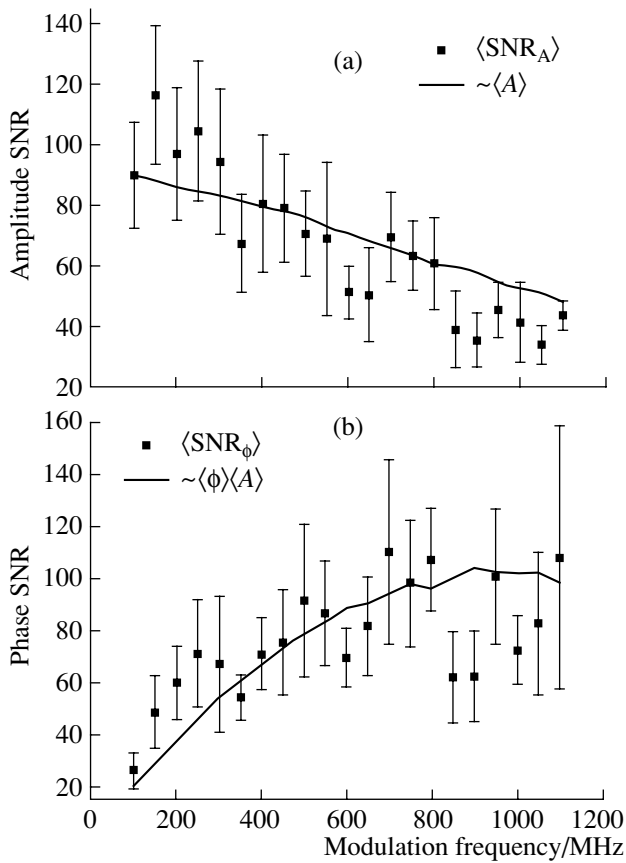 140
120
100
80
60
40
20
Amplitude SNR
(a)
⟨SNR_A⟩
~⟨A⟩
160
140
120
100
80
60
40
20
Phase SNR
(b)
⟨SNR_ϕ⟩
~⟨ϕ⟩⟨A⟩
0 200 400 600 800 1000 1200
Modulation frequency/MHz